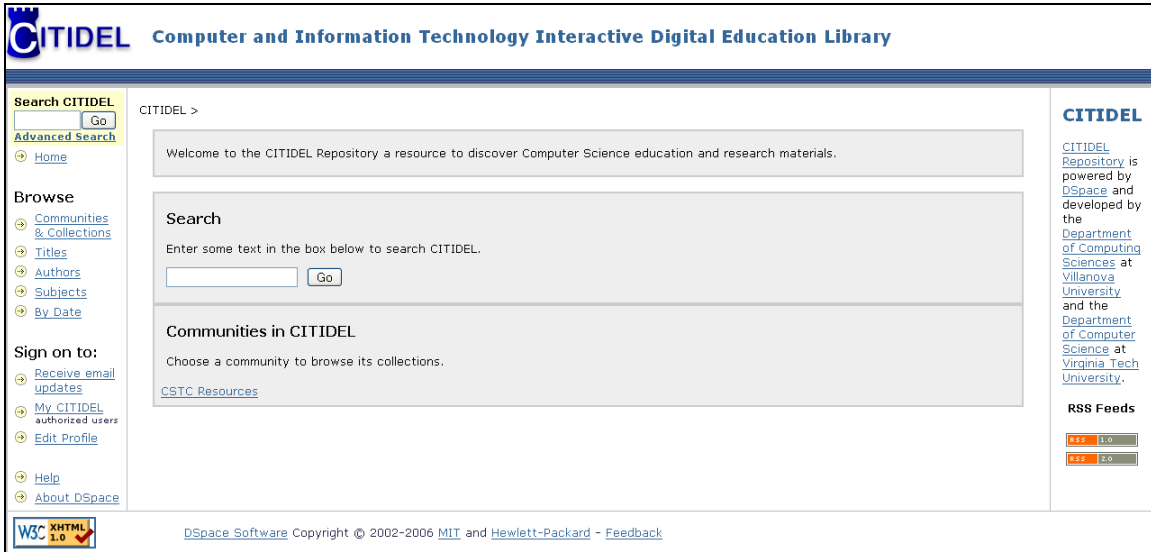 CITIDEL
Computer and Information Technology Interactive Digital Education Library
Search CITIDEL
Go
Advanced Search
Home
Browse
Communities
& Collections
Titles
Authors
Subjects
By Date
Sign on to:
Receive email
updates
My CITIDEL
authorized users
Edit Profile
Help
About DSpace
CITIDEL >
Welcome to the CITIDEL Repository a resource to discover Computer Science education and research materials.
Search
Enter some text in the box below to search CITIDEL.
Go
Communities in CITIDEL
Choose a community to browse its collections.
CSTC Resources
CITIDEL
CITIDEL
Repository is
powered by
DSpace and
developed by
the
Department
of Computing
Sciences at
Villanova
University
and the
Department
of Computer
Science at
Virginia Tech
University.
RSS Feeds
RSS 1.0
RSS 2.0
W3C XHTML 1.0
DSpace Software Copyright © 2002-2006 MIT and Hewlett-Packard - Feedback